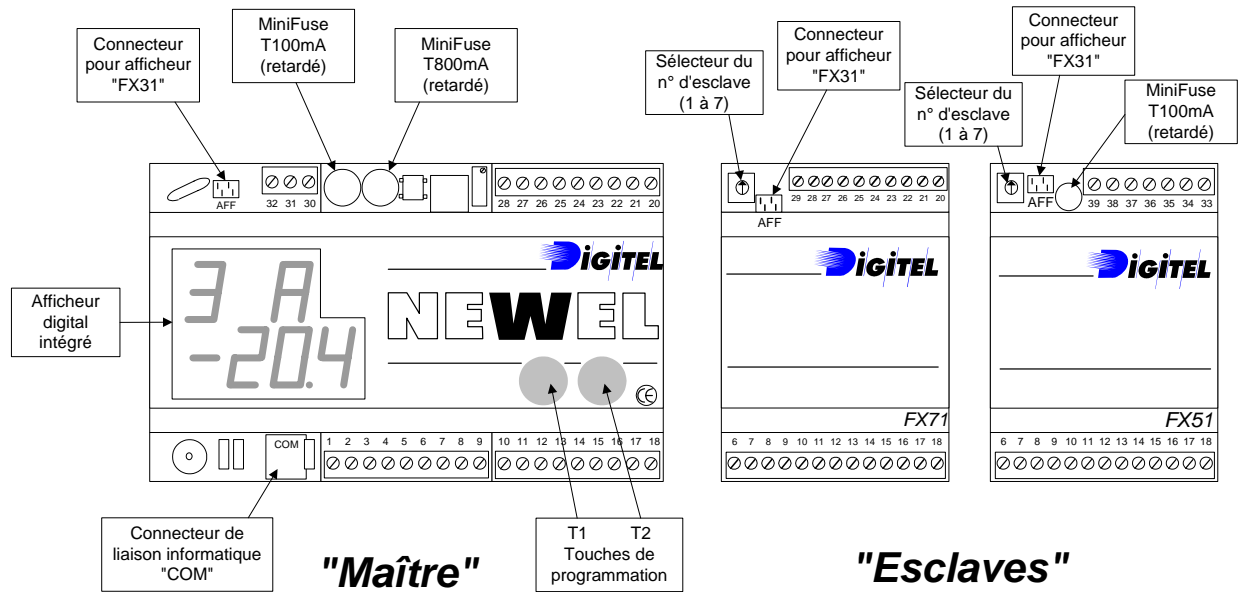 Connecteur
pour afficheur
"FX31"
MiniFuse
T100mA
(retardé)
MiniFuse
T800mA
(retardé)
Sélecteur du
n° d'esclave
(1 à 7)
Connecteur
pour afficheur
"FX31"
Sélecteur du
n° d'esclave
(1 à 7)
Connecteur
pour afficheur
"FX31"
MiniFuse
T100mA
(retardé)
AFF
32 31 30
28 27 26 25 24 23 22 21 20
AFF
29 28 27 26 25 24 23 22 21 20
AFF
39 38 37 36 35 34 33
Afficheur
digital
intégré
3 A
-20.4
DIGITEL
NEWEL
CE
DIGITEL
FX71
DIGITEL
FX51
COM
1 2 3 4 5 6 7 8 9
10 11 12 13 14 15 16 17 18
6 7 8 9 10 11 12 13 14 15 16 17 18
6 7 8 9 10 11 12 13 14 15 16 17 18
Connecteur de
liaison informatique
"COM"
"Maître"
T1 T2
Touches de
programmation
"Esclaves"